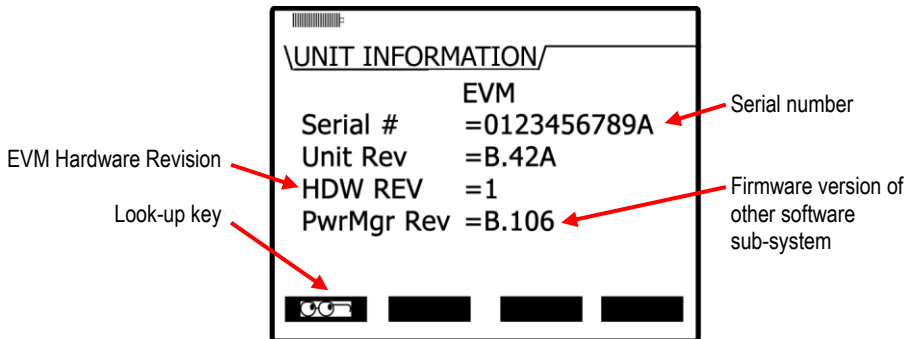 UNIT INFORMATION
EVM
Serial # =0123456789A
Unit Rev =B.42A
HDW REV =1
PwrMgr Rev =B.106
Serial number
EVM Hardware Revision
Look-up key
Firmware version of
other software
sub-system